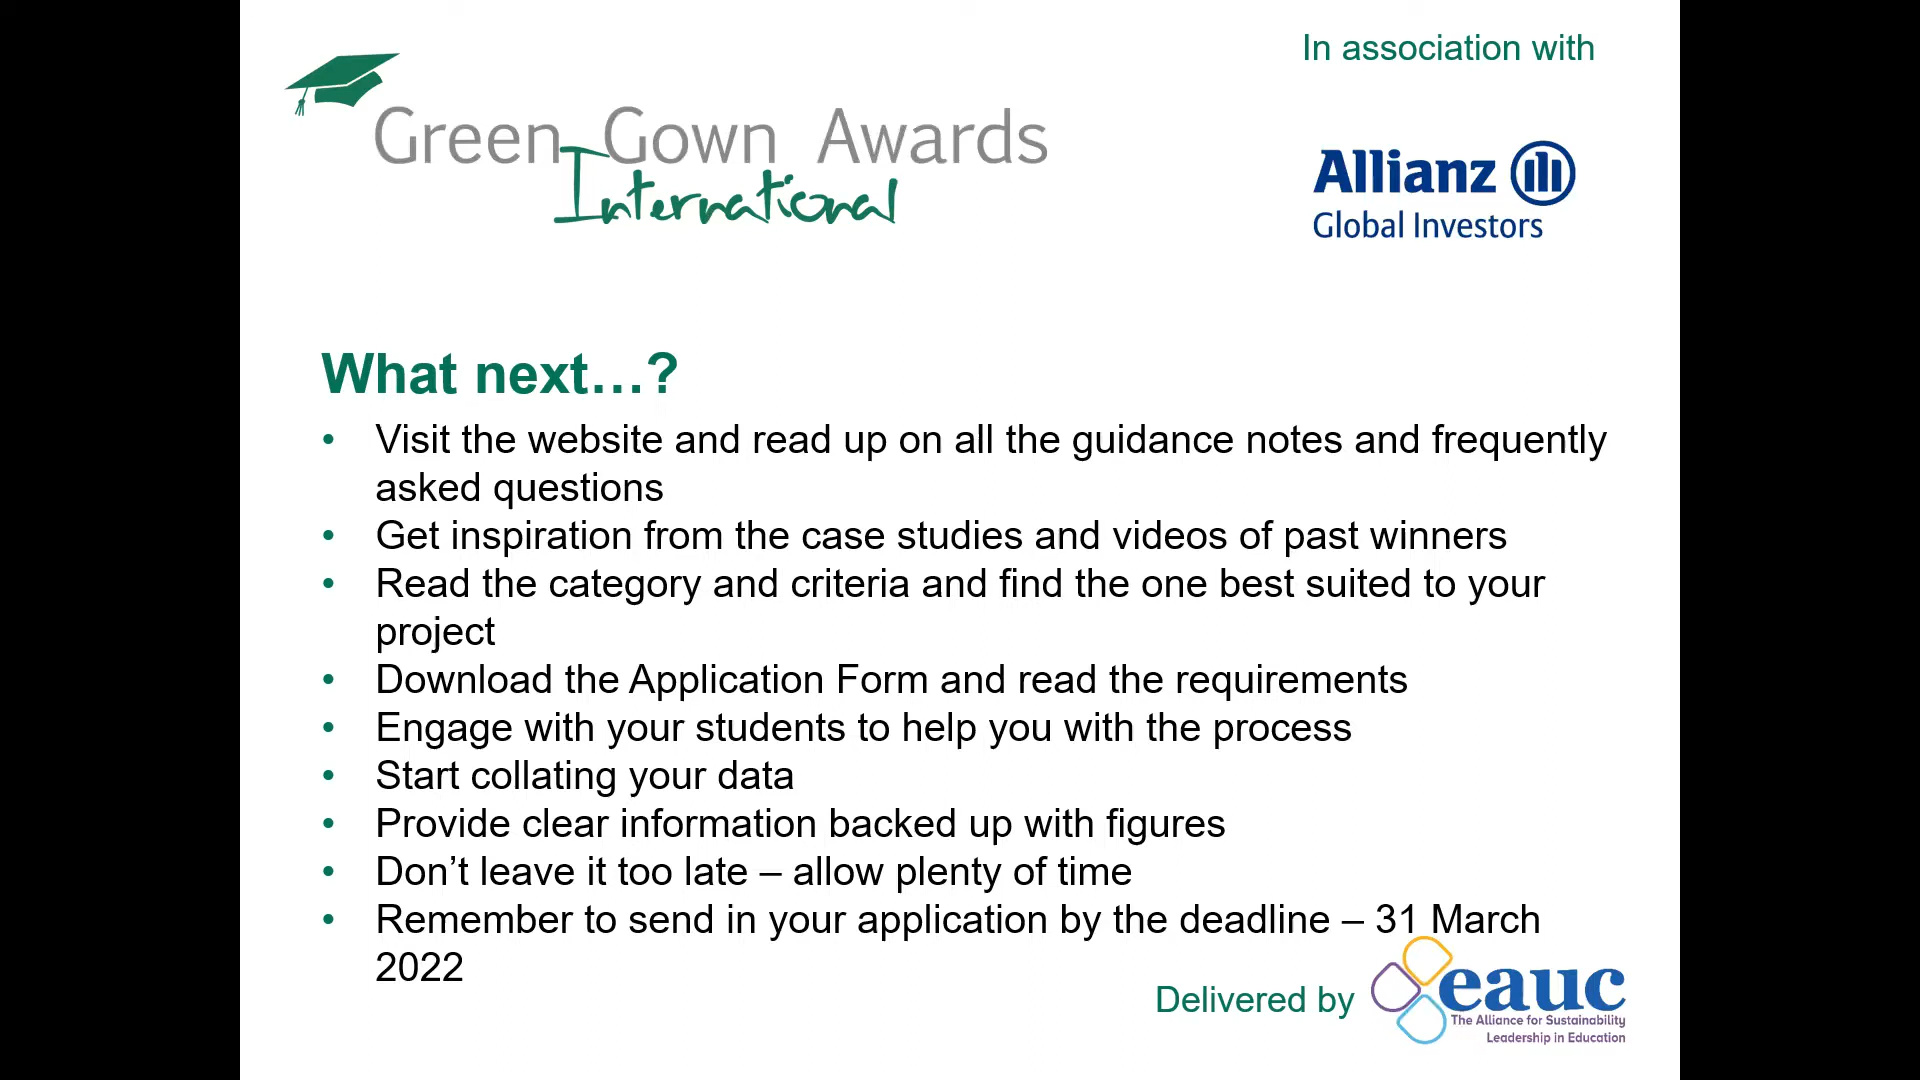 In association with
Green Gown Awards
International
Allianz
Global Investors
What next…?
• Visit the website and read up on all the guidance notes and frequently
asked questions
• Get inspiration from the case studies and videos of past winners
• Read the category and criteria and find the one best suited to your
project
• Download the Application Form and read the requirements
• Engage with your students to help you with the process
• Start collating your data
• Provide clear information backed up with figures
• Don’t leave it too late – allow plenty of time
• Remember to send in your application by the deadline – 31 March
2022
Delivered by
eauc
The Alliance for Sustainability
Leadership in Education